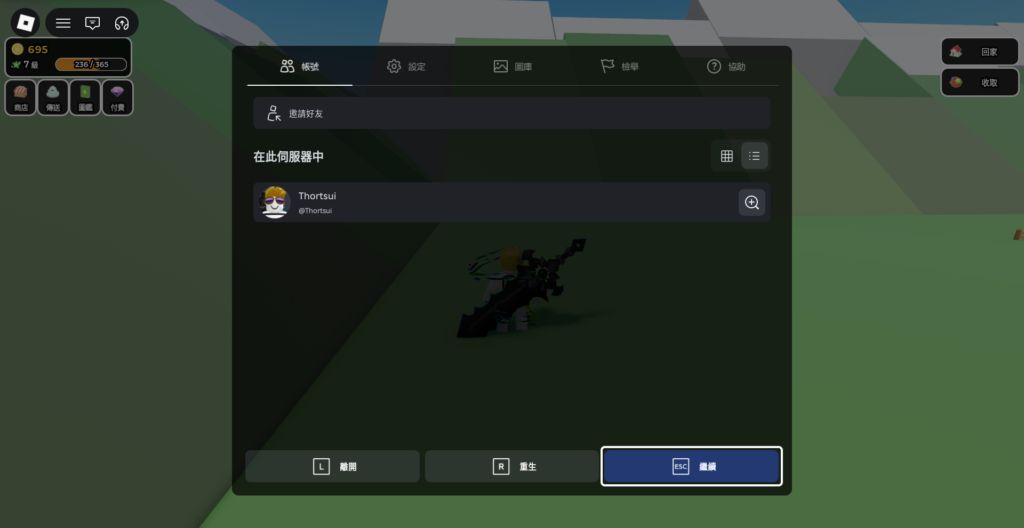 695
7 級
236 / 365
商店
傳送
圖鑑
付費
帳號
設定
圖庫
檢舉
協助
邀請好友
在此伺服器中
Thortsui
@Thortsui
L 離開
R 重生
ESC 繼續
回家
收取